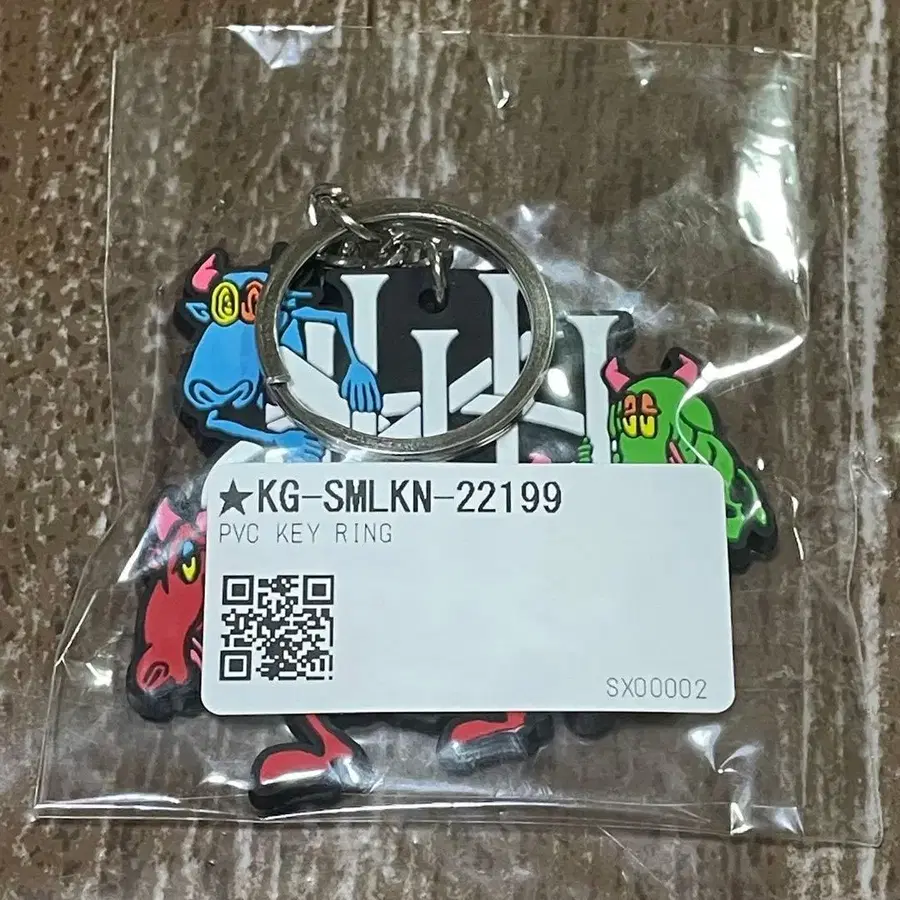 ★KG-SMLKN-22199
PVC KEY RING
SX00002